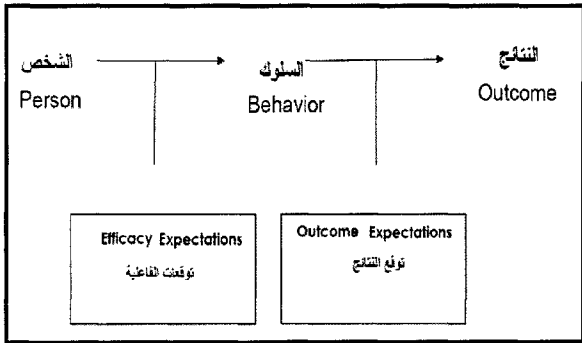 الشخص
Person
السلوك
Behavior
النتائج
Outcome
Efficacy Expectations
توقعات الفاعلية
Outcome Expectations
توقع النتائج